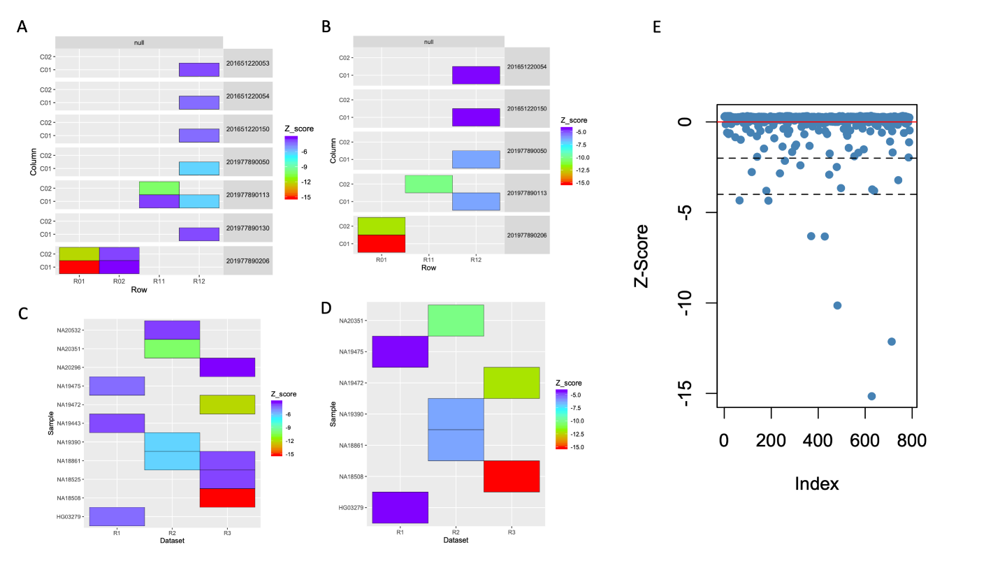 A
null
C02
C01
201651220053
C02
C01
201651220054
C02
C01
201651220150
C02
C01
201977890050
C02
C01
201977890113
C02
C01
201977890130
C02
C01
201977890206
Column
R01 R02 R11 R12
Row
Z_score
-6
-9
-12
-15
B
null
C02
C01
201651220054
C02
C01
201651220150
C02
C01
201977890050
C02
C01
201977890113
C02
C01
201977890206
Column
R01 R11 R12
Row
Z_score
-5.0
-7.5
-10.0
-12.5
-15.0
C
NA20532
NA20351
NA20296
NA19475
NA19472
NA19443
NA19390
NA18861
NA18525
NA18508
HG03279
Sample
R1 R2 R3
Dataset
Z_score
-6
-9
-12
-15
D
NA20351
NA19475
NA19472
NA19390
NA18861
NA18508
HG03279
Sample
R1 R2 R3
Dataset
Z_score
-5.0
-7.5
-10.0
-12.5
-15.0
E
Z-Score
0
-5
-10
-15
0 200 400 600 800
Index